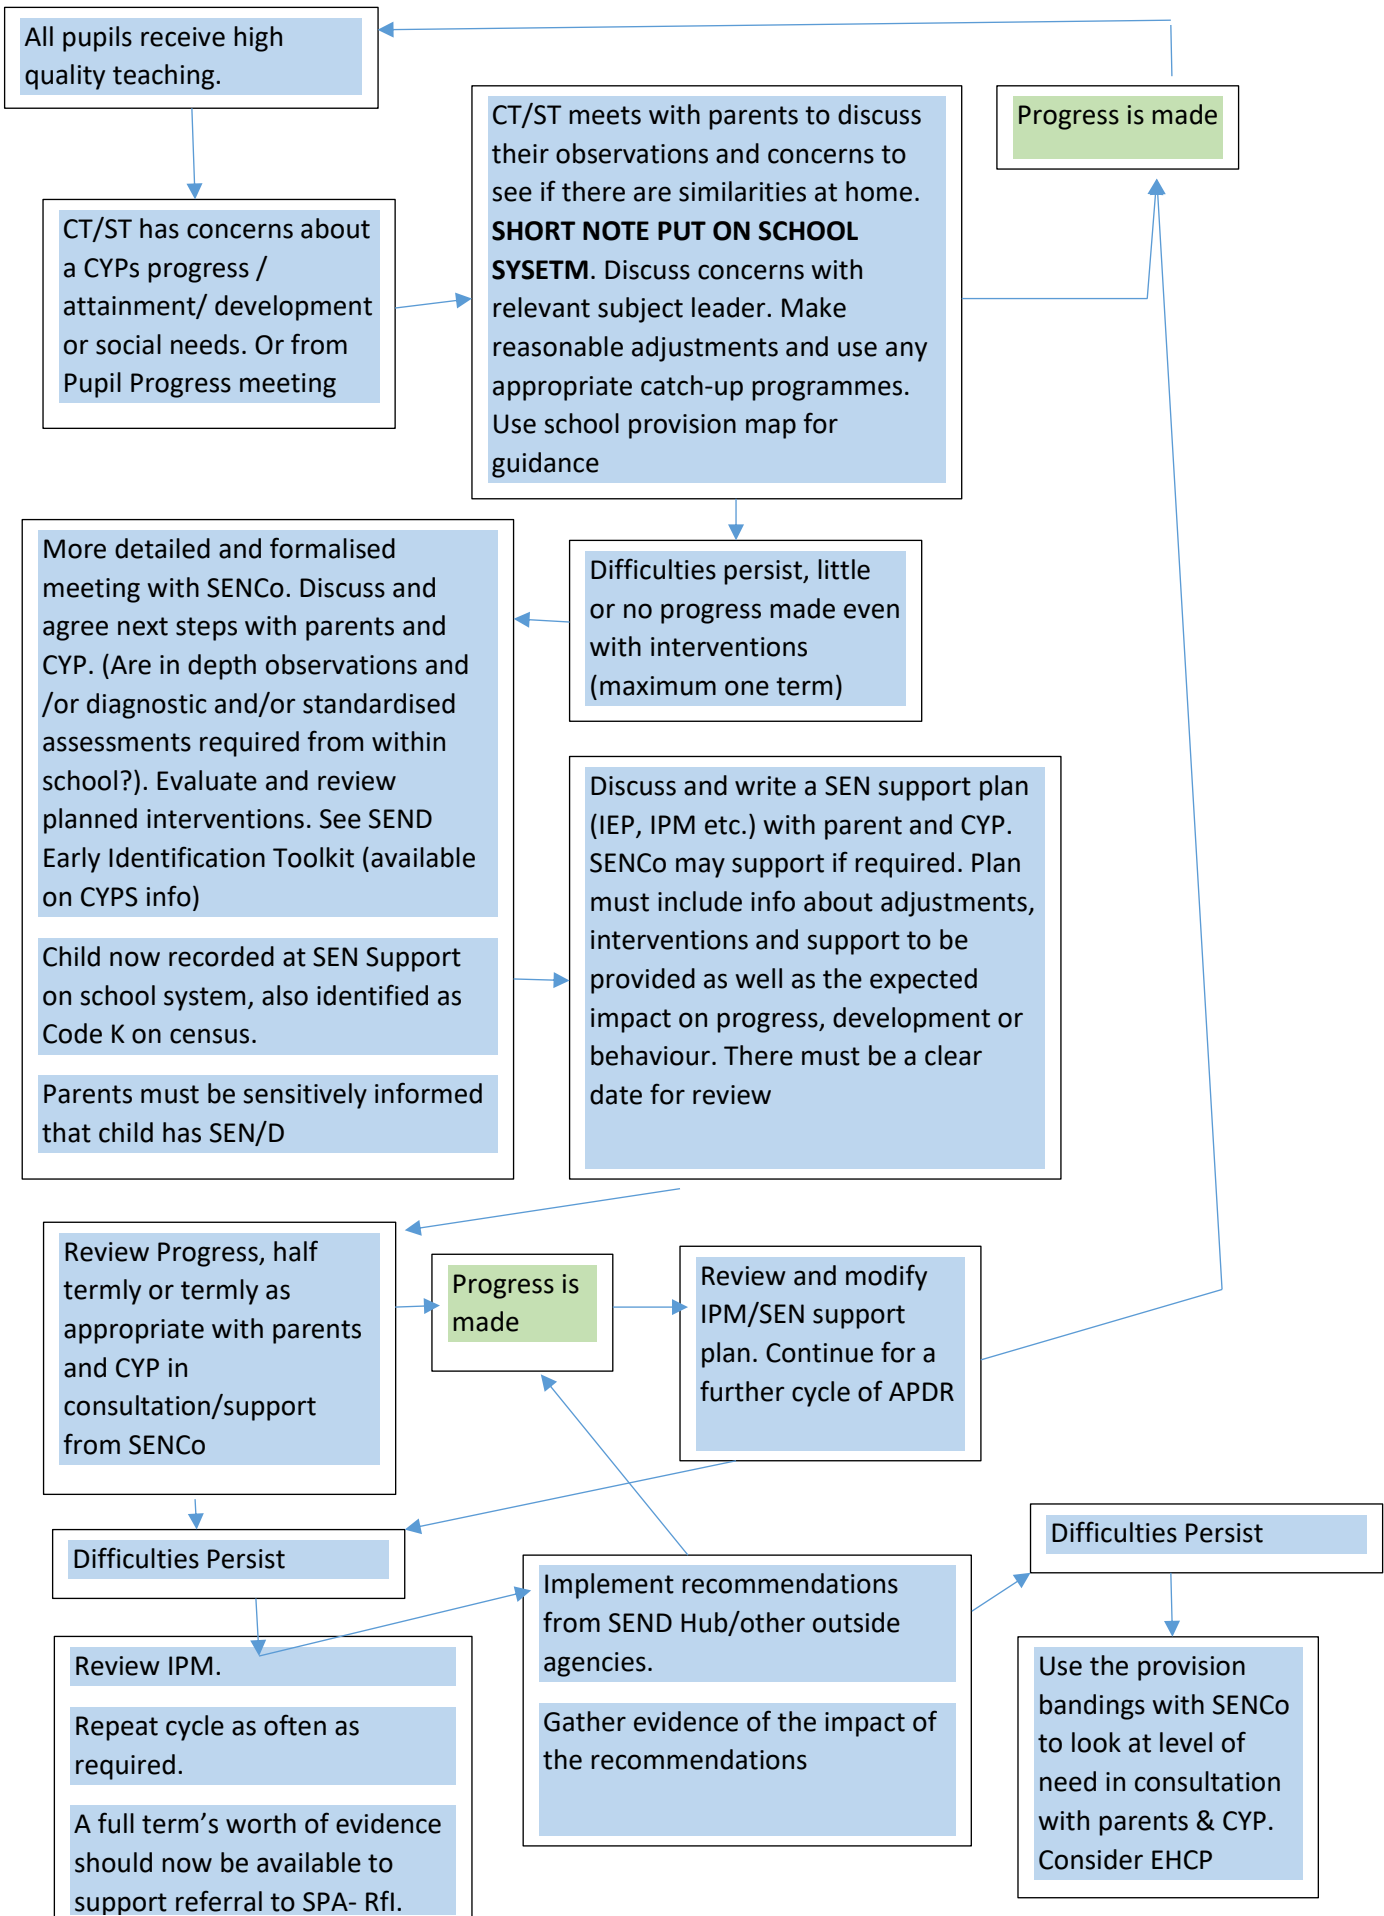 All pupils receive high
quality teaching.
Progress is made
CT/ST meets with parents to discuss
their observations and concerns to
see if there are similarities at home.
SHORT NOTE PUT ON SCHOOL
SYSETM. Discuss concerns with
relevant subject leader. Make
reasonable adjustments and use any
appropriate catch-up programmes.
Use school provision map for
guidance
CT/ST has concerns about
a CYPs progress /
attainment/ development
or social needs. Or from
Pupil Progress meeting
Difficulties persist, little
or no progress made even
with interventions
(maximum one term)
More detailed and formalised
meeting with SENCo. Discuss and
agree next steps with parents and
CYP. (Are in depth observations and
/or diagnostic and/or standardised
assessments required from within
school?). Evaluate and review
planned interventions. See SEND
Early Identification Toolkit (available
on CYPS info)
Child now recorded at SEN Support
on school system, also identified as
Code K on census.
Parents must be sensitively informed
that child has SEN/D
Discuss and write a SEN support plan
(IEP, IPM etc.) with parent and CYP.
SENCo may support if required. Plan
must include info about adjustments,
interventions and support to be
provided as well as the expected
impact on progress, development or
behaviour. There must be a clear
date for review
Review Progress, half
termly or termly as
appropriate with parents
and CYP in
consultation/support
from SENCo
Progress is
made
Review and modify
IPM/SEN support
plan. Continue for a
further cycle of APDR
Difficulties Persist
Review IPM.
Repeat cycle as often as
required.
A full term’s worth of evidence
should now be available to
support referral to SPA- RfI.
Implement recommendations
from SEND Hub/other outside
agencies.
Gather evidence of the impact of
the recommendations
Difficulties Persist
Use the provision
bandings with SENCo
to look at level of
need in consultation
with parents & CYP.
Consider EHCP